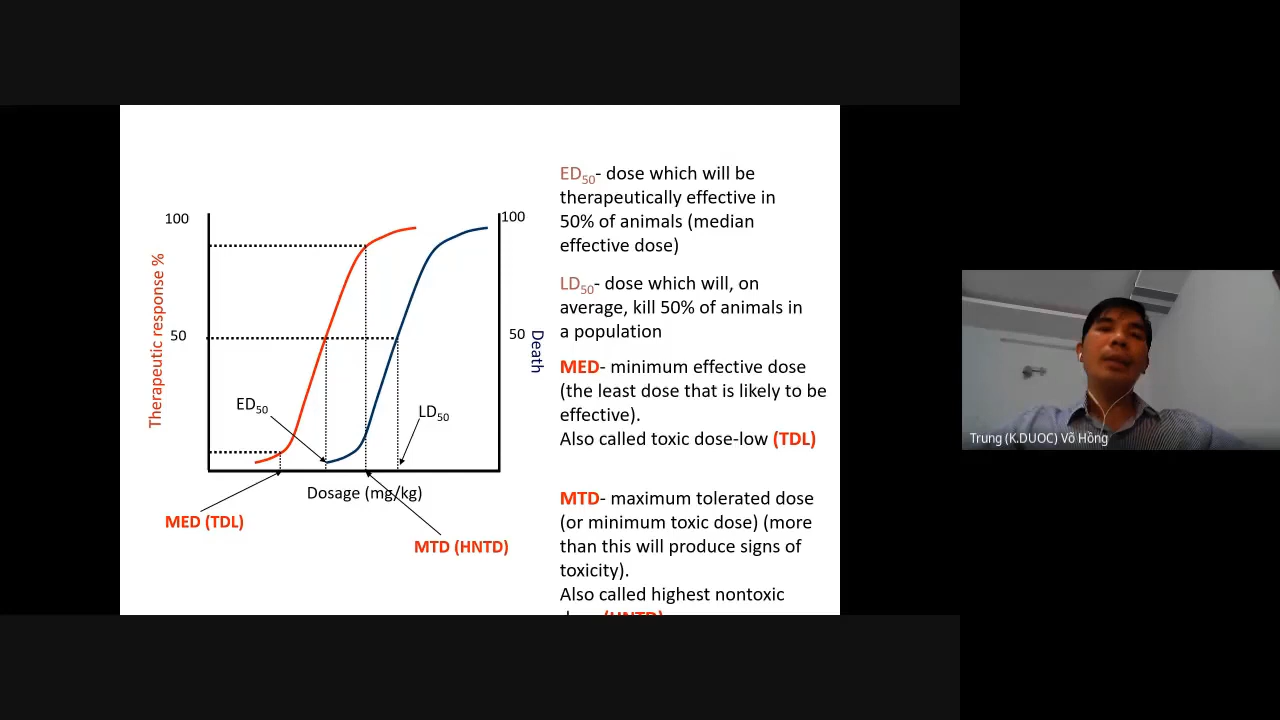 100
50
Therapeutic response %
ED50
LD50
100
50
Death
Dosage (mg/kg)
MED (TDL)
MTD (HNTD)
ED50- dose which will be
therapeutically effective in
50% of animals (median
effective dose)
LD50- dose which will, on
average, kill 50% of animals in
a population
MED- minimum effective dose
(the least dose that is likely to be
effective).
Also called toxic dose-low (TDL)
MTD- maximum tolerated dose
(or minimum toxic dose) (more
than this will produce signs of
toxicity).
Also called highest nontoxic
Trung (K.DUOC) Võ Hồng